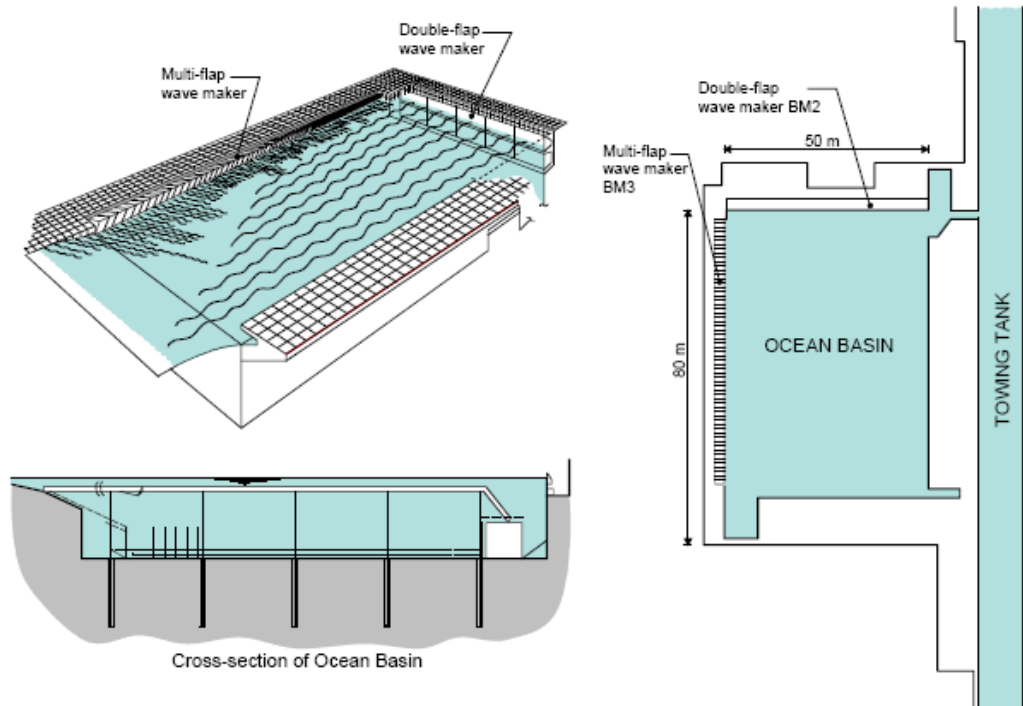 Double-flap
wave maker
Multi-flap
wave maker
Double-flap
wave maker BM2
50 m
Multi-flap
wave maker
BM3
80 m
OCEAN BASIN
TOWING TANK
Cross-section of Ocean Basin